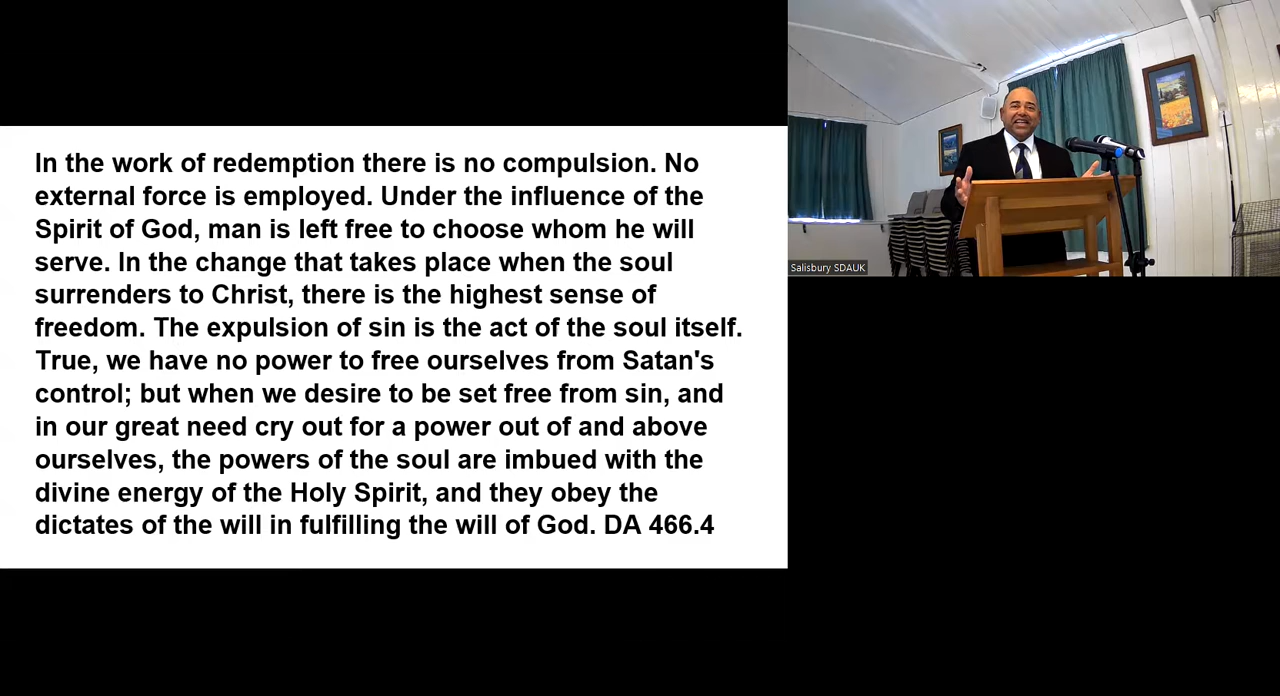 In the work of redemption there is no compulsion. No
external force is employed. Under the influence of the
Spirit of God, man is left free to choose whom he will
serve. In the change that takes place when the soul
surrenders to Christ, there is the highest sense of
freedom. The expulsion of sin is the act of the soul itself.
True, we have no power to free ourselves from Satan's
control; but when we desire to be set free from sin, and
in our great need cry out for a power out of and above
ourselves, the powers of the soul are imbued with the
divine energy of the Holy Spirit, and they obey the
dictates of the will in fulfilling the will of God. DA 466.4
Salisbury SDAUK